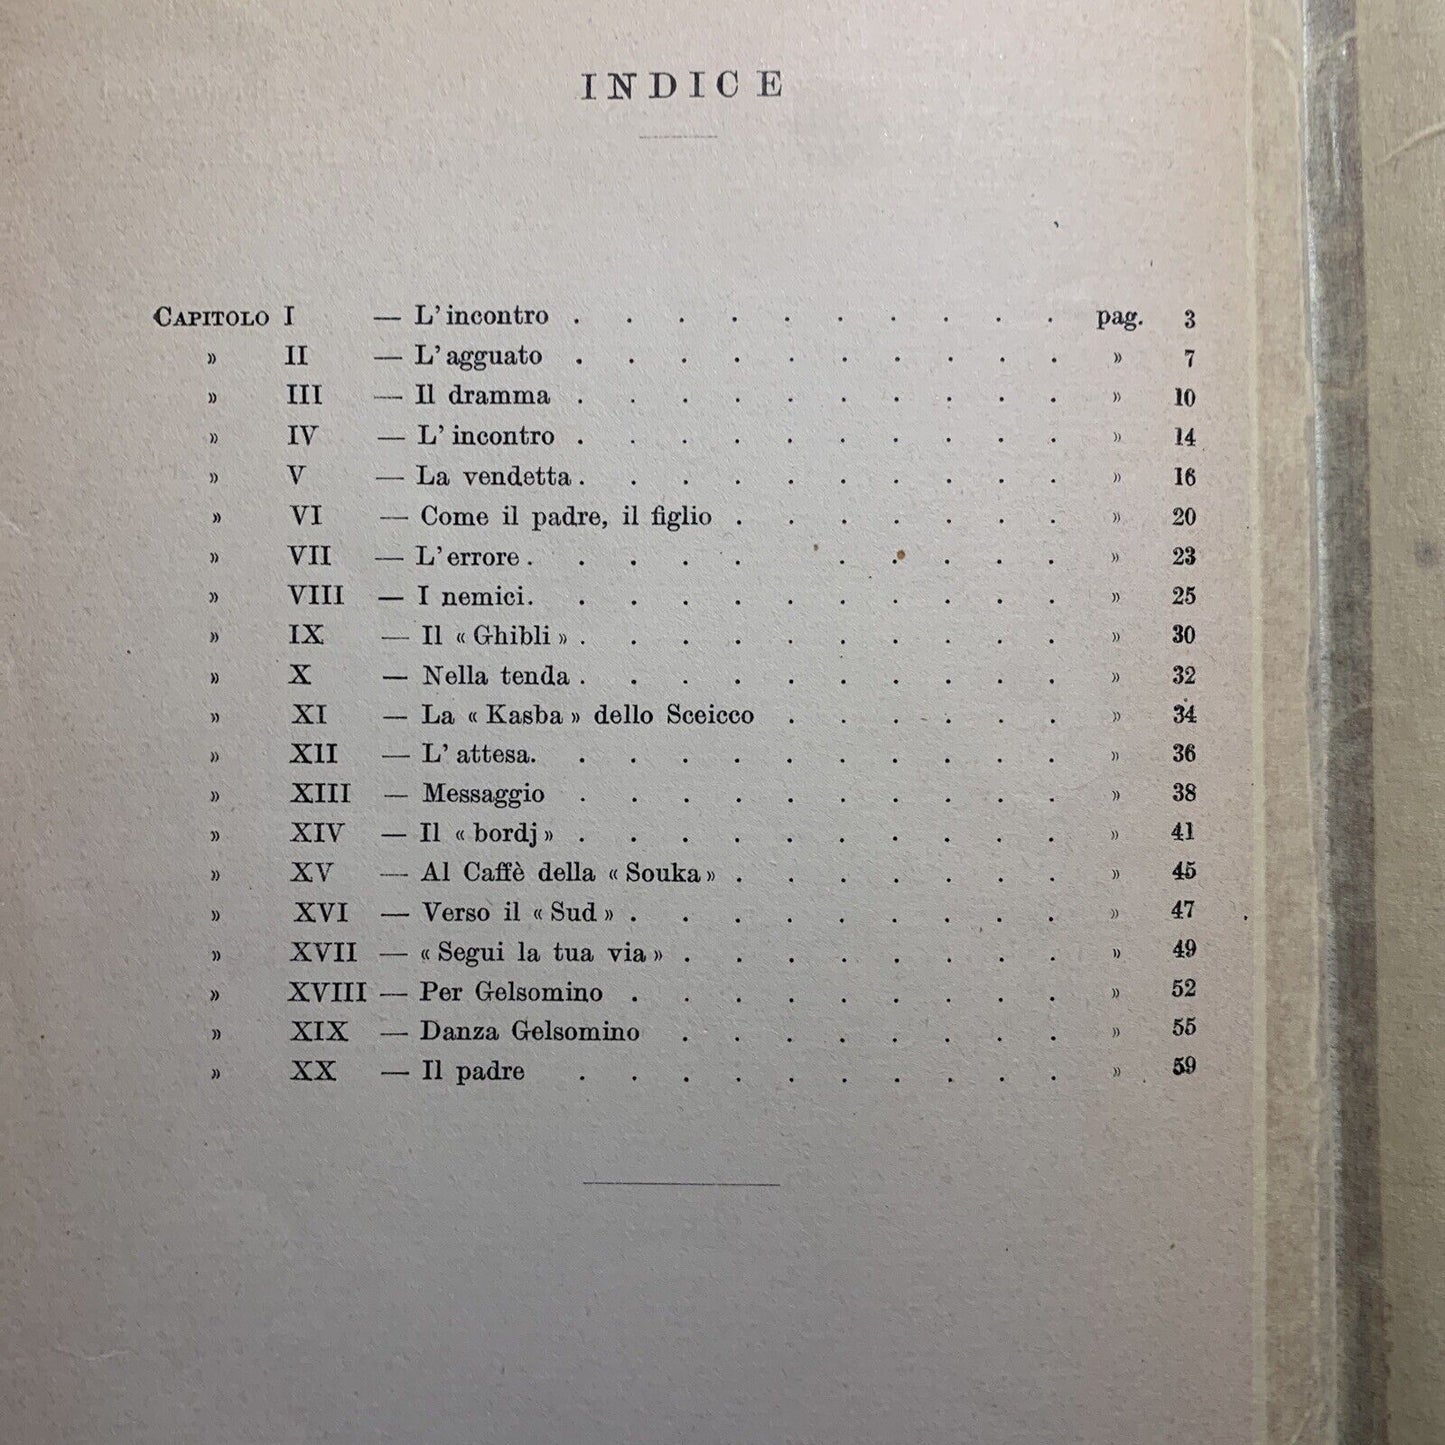 INDICE
CAPITOLO I — L'incontro . . . . . . . . . . pag. 3
» II — L'agguato . . . . . . . . . . » 7
» III — Il dramma . . . . . . . . . . » 10
» IV — L'incontro . . . . . . . . . . » 14
» V — La vendetta . . . . . . . . . . » 16
» VI — Come il padre, il figlio . . . . . . . » 20
» VII — L'errore . . . . . . . . . . » 23
» VIII — I nemici . . . . . . . . . . . » 25
» IX — Il « Ghibli » . . . . . . . . . . » 30
» X — Nella tenda . . . . . . . . . . » 32
» XI — La « Kasba » dello Sceicco . . . . . . » 34
» XII — L'attesa . . . . . . . . . . . » 36
» XIII — Messaggio . . . . . . . . . . » 38
» XIV — Il « bordj » . . . . . . . . . . » 41
» XV — Al Caffè della « Souka » . . . . . . . » 45
» XVI — Verso il « Sud » . . . . . . . . . » 47
» XVII — « Segui la tua via » . . . . . . . . » 49
» XVIII — Per Gelsomino . . . . . . . . . » 52
» XIX — Danza Gelsomino . . . . . . . . » 55
» XX — Il padre . . . . . . . . . . » 59